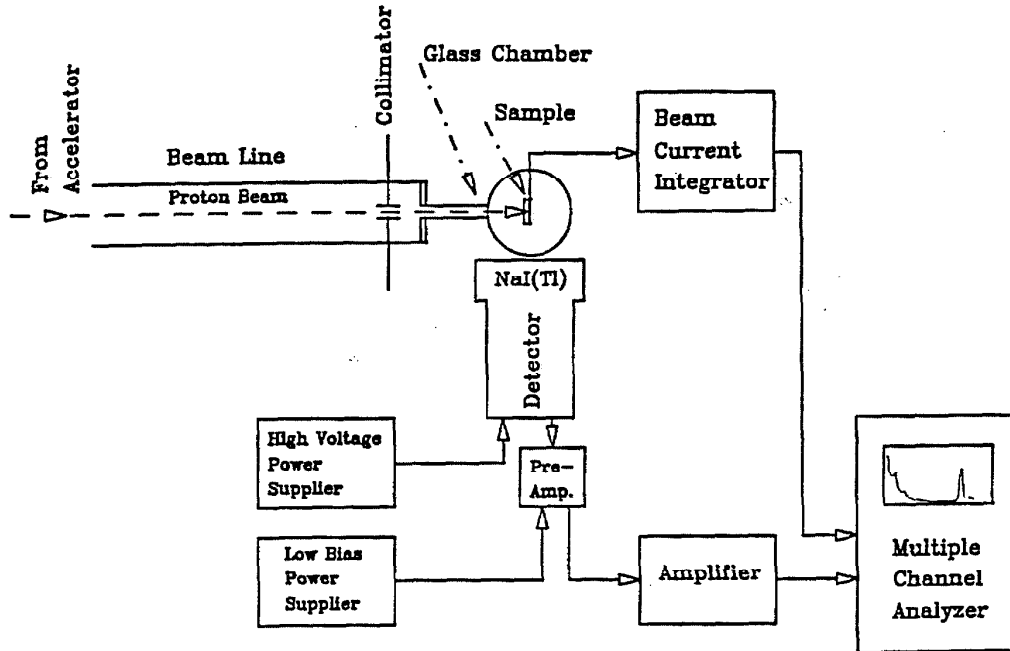 From
Accelerator
Beam Line
Proton Beam
Collimator
Glass Chamber
Sample
Beam
Current
Integrator
NaI(Tl)
Detector
High Voltage
Power
Supplier
Pre-
Amp.
Low Bias
Power
Supplier
Amplifier
Multiple
Channel
Analyzer